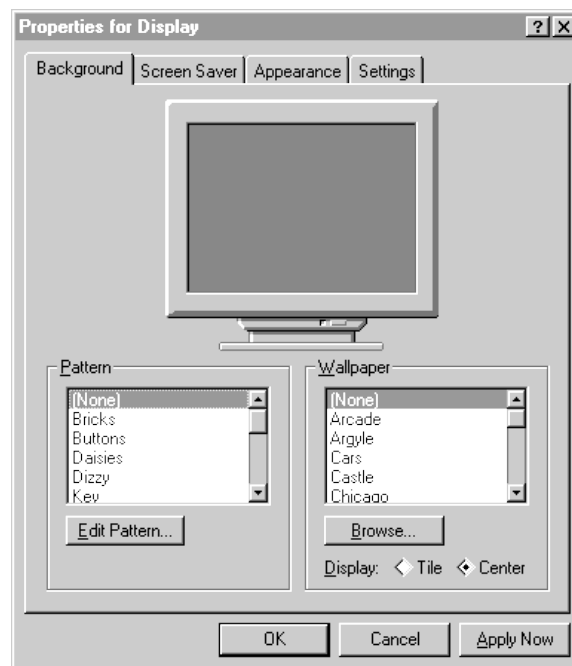 Properties for Display
Background Screen Saver Appearance Settings
Pattern
(None)
Bricks
Buttons
Daisies
Dizzy
Key
Edit Pattern...
Wallpaper
(None)
Arcade
Argyle
Cars
Castle
Chicago
Browse...
Display: Tile Center
OK Cancel Apply Now